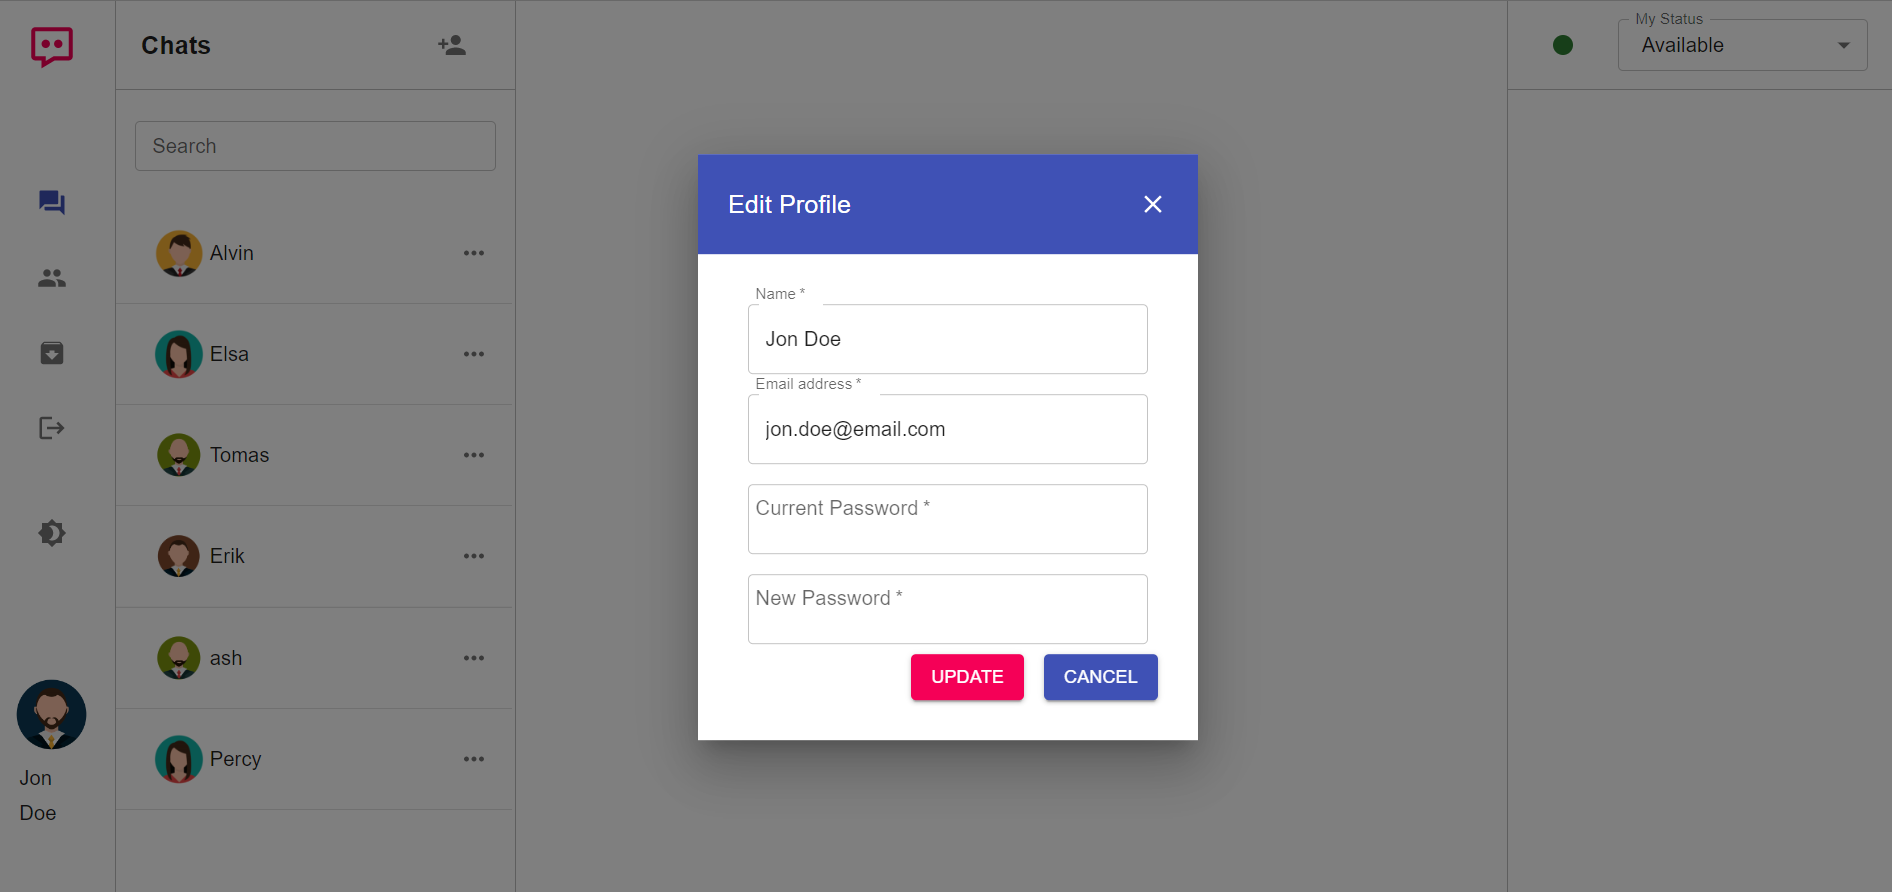 Chats
Search
Alvin
Elsa
Tomas
Erik
ash
Percy
Jon
Doe
My Status
Available
Edit Profile
Name *
Jon Doe
Email address *
jon.doe@email.com
Current Password *
New Password *
UPDATE
CANCEL